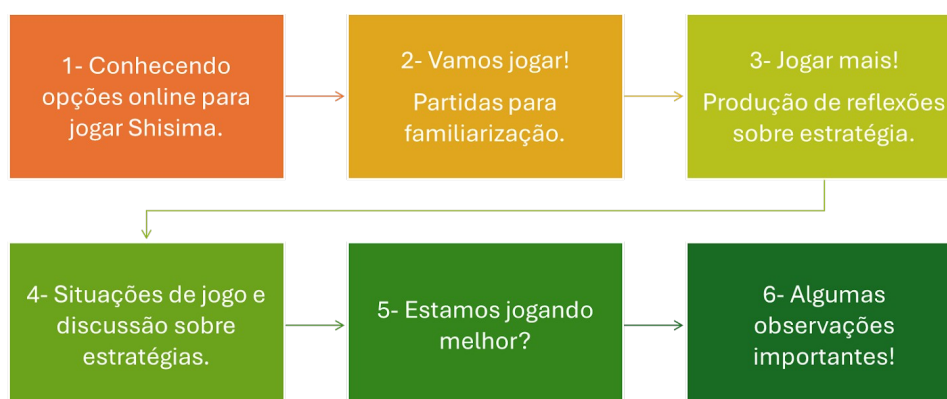 1- Conhecendo
opções online para
jogar Shisima.
2- Vamos jogar!
Partidas para
familiarização.
3- Jogar mais!
Produção de reflexões
sobre estratégia.
4- Situações de jogo e
discussão sobre
estratégias.
5- Estamos jogando
melhor?
6- Algumas
observações
importantes!